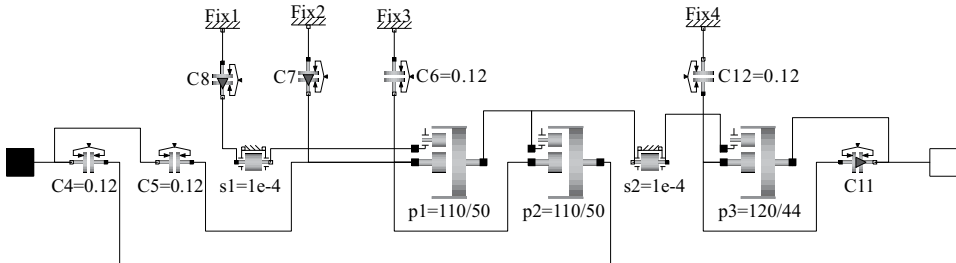 Fix1
Fix2
Fix3
Fix4
C8
C7
C6=0.12
C12=0.12
C4=0.12
C5=0.12
s1=1e-4
p1=110/50
p2=110/50
s2=1e-4
p3=120/44
C11